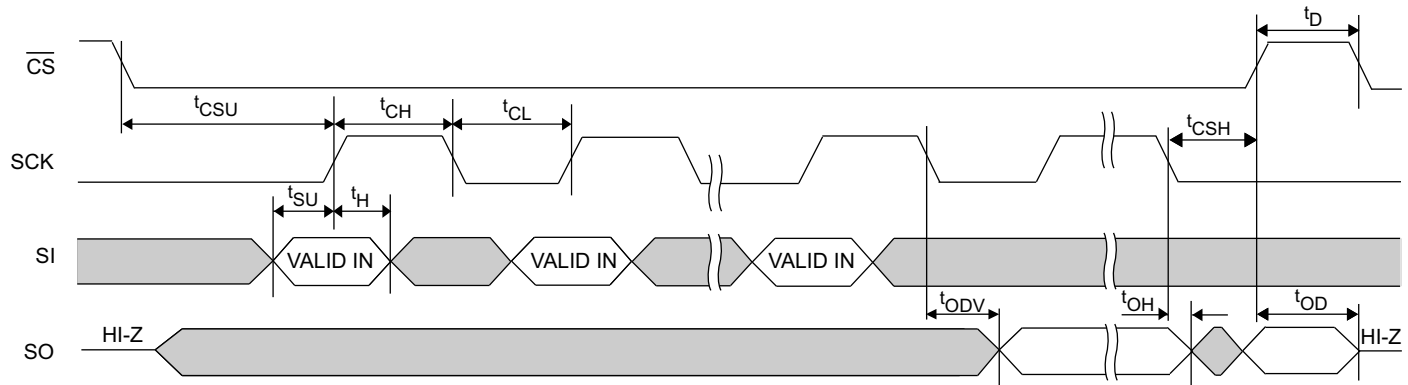 tD
CS
tCSU
tCH
tCL
tCSH
SCK
tSU
tH
SI
VALID IN
VALID IN
VALID IN
tODV
tOH
tOD
HI-Z
HI-Z
SO